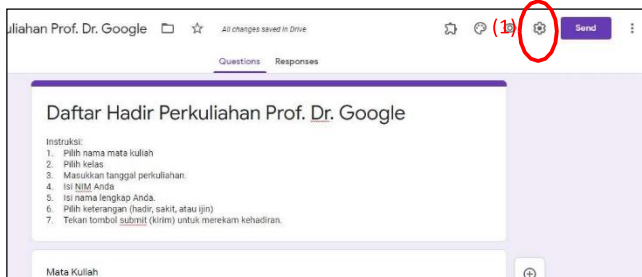 uliahan Prof. Dr. Google All changes saved in Drive (1) Send
Questions Responses
Daftar Hadir Perkuliahan Prof. Dr. Google
Instruksi:
1. Pilih nama mata kuliah
2. Pilih kelas
3. Masukkan tanggal perkuliahan.
4. Isi NIM Anda
5. Isi nama lengkap Anda.
6. Pilih keterangan (hadir, sakit, atau ijin)
7. Tekan tombol submit (kirim) untuk merekam kehadiran.
Mata Kuliah